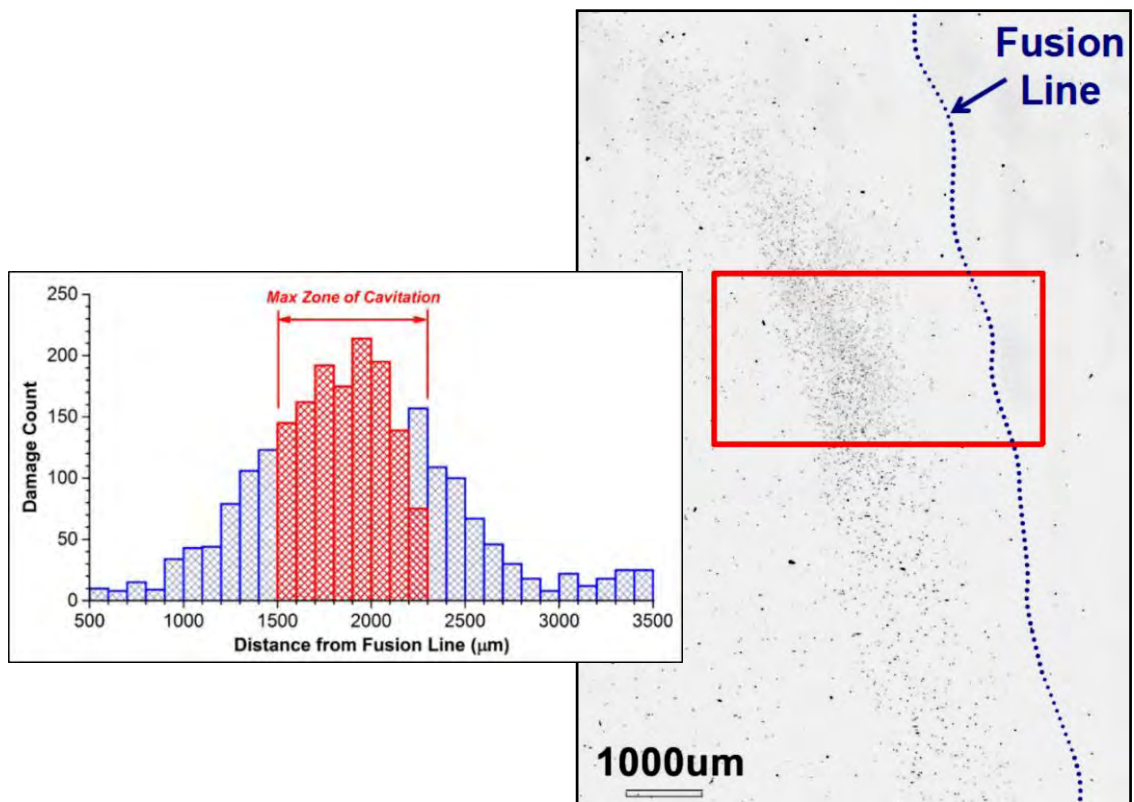 Fusion
Line
1000um
Max Zone of Cavitation
250
200
150
100
50
0
Damage Count
500 1000 1500 2000 2500 3000 3500
Distance from Fusion Line (μm)